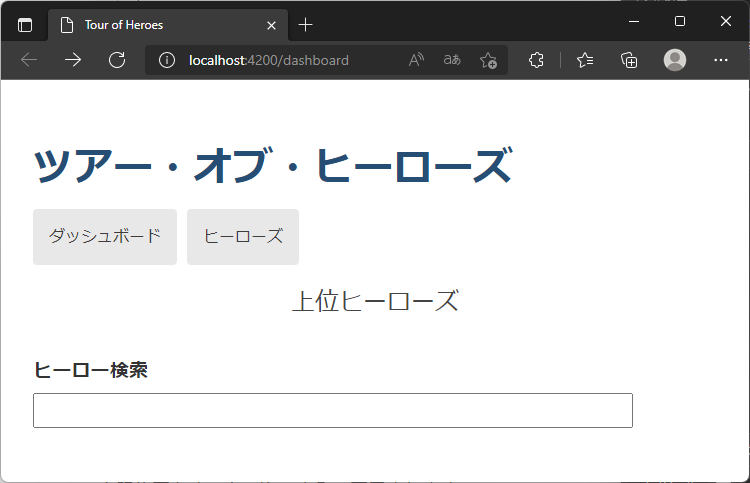 Tour of Heroes
localhost:4200/dashboard
ツアー・オブ・ヒーローズ
ダッシュボード
ヒーローズ
上位ヒーローズ
ヒーロー検索